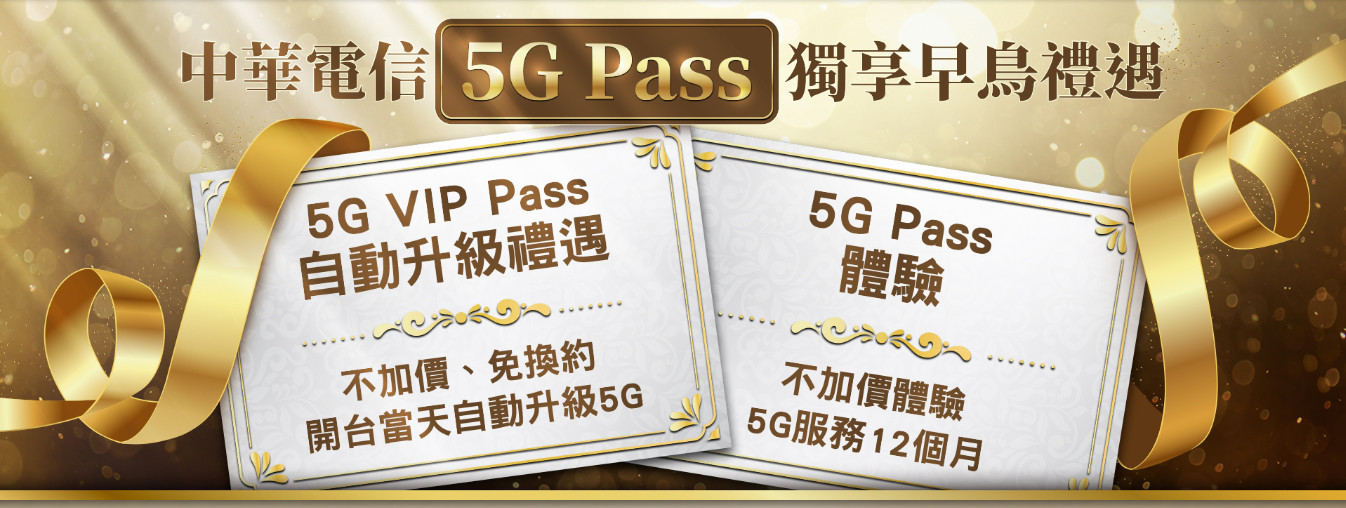 中華電信 5G Pass 獨享早鳥禮遇
5G VIP Pass
自動升級禮遇
不加價、免換約
開台當天自動升級5G
5G Pass
體驗
不加價體驗
5G服務12個月